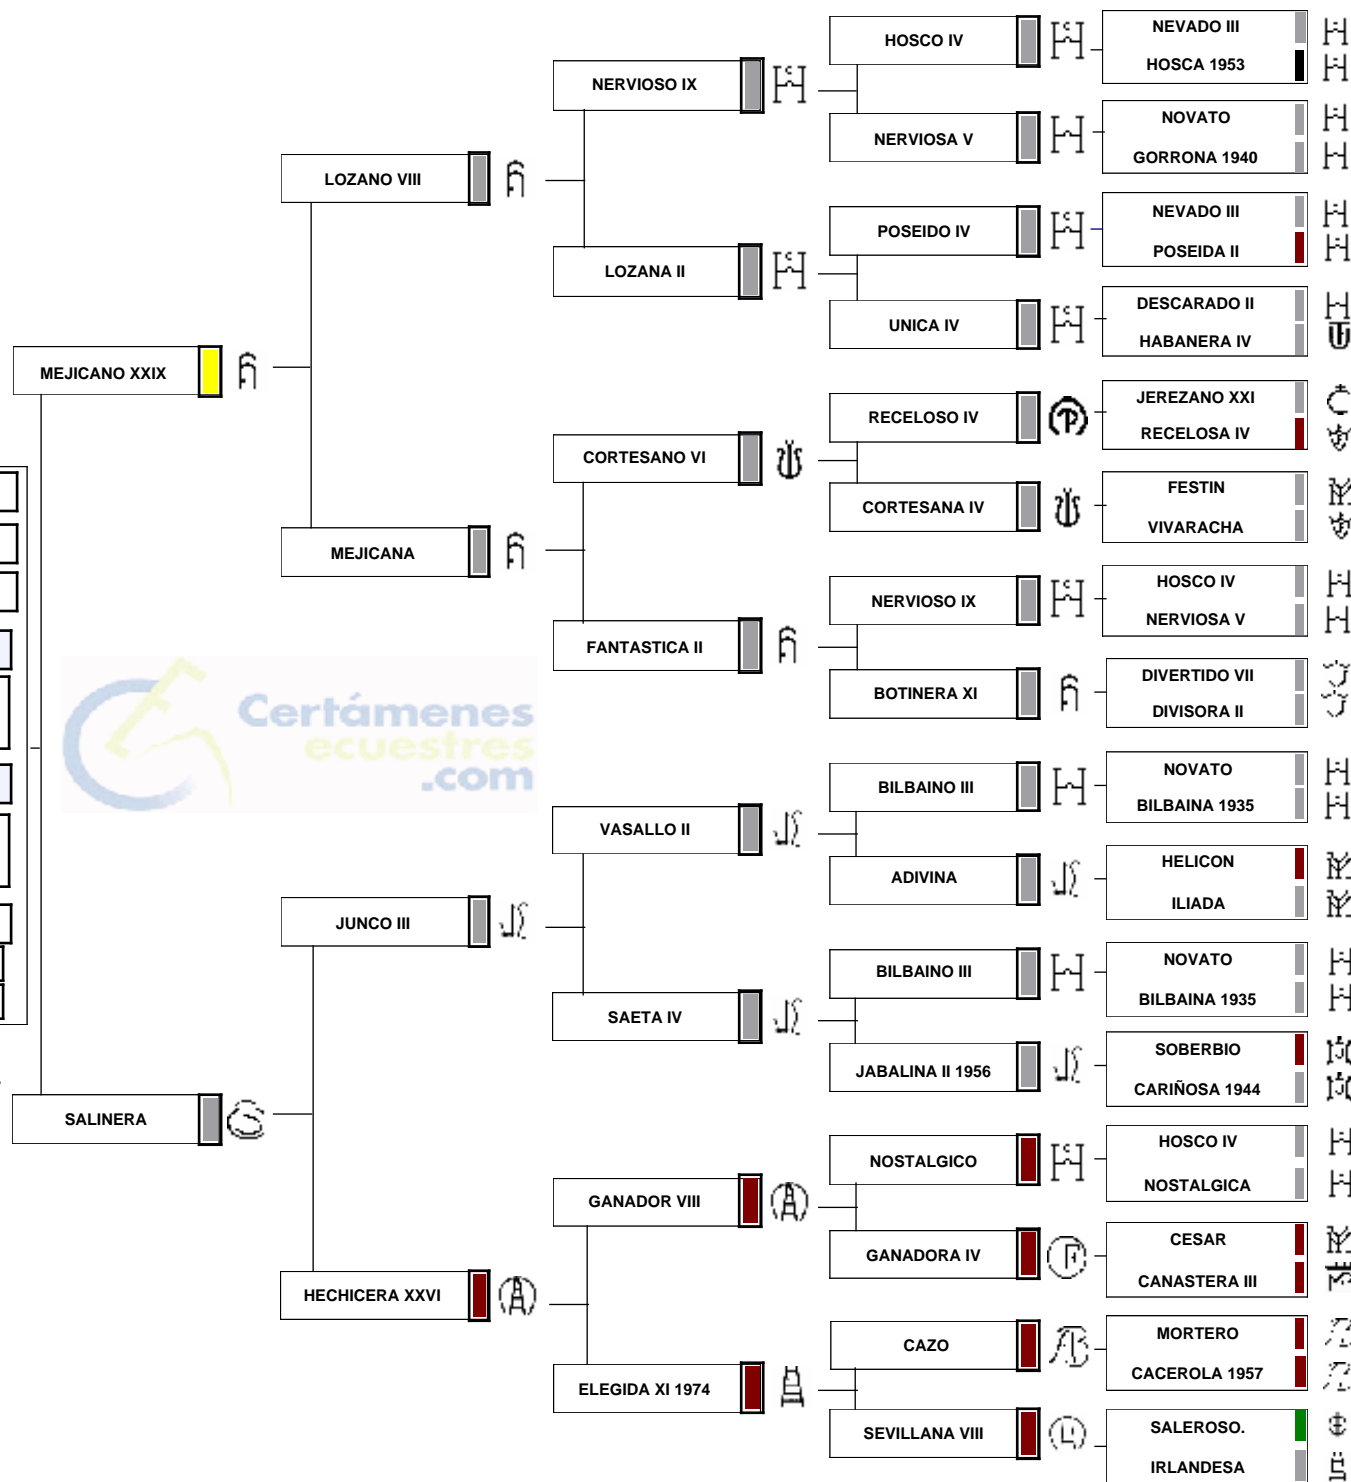 MEJICANO XXIX
SALINERA
LOZANO VIII
MEJICANA
JUNCO III
HECHICERA XXVI
NERVIOSO IX
LOZANA II
CORTESANO VI
FANTASTICA II
VASALLO II
SAETA IV
GANADOR VIII
ELEGIDA XI 1974
HOSCO IV
NERVIOSA V
POSEIDO IV
UNICA IV
RECELOSO IV
CORTESANA IV
NERVIOSO IX
BOTINERA XI
BILBAINO III
ADIVINA
BILBAINO III
JABALINA II 1956
NOSTALGICO
GANADORA IV
CAZO
SEVILLANA VIII
NEVADO III
HOSCA 1953
NOVATO
GORRONA 1940
NEVADO III
POSEIDA II
DESCARADO II
HABANERA IV
JEREZANO XXI
RECELOSA IV
FESTIN
VIVARACHA
HOSCO IV
NERVIOSA V
DIVERTIDO VII
DIVISORA II
NOVATO
BILBAINA 1935
HELICON
ILIADA
NOVATO
BILBAINA 1935
SOBERBIO
CARIÑOSA 1944
HOSCO IV
NOSTALGICA
CESAR
CANASTERA III
MORTERO
CACEROLA 1957
SALEROSO.
IRLANDESA
Certámenes
ecuestres
.com